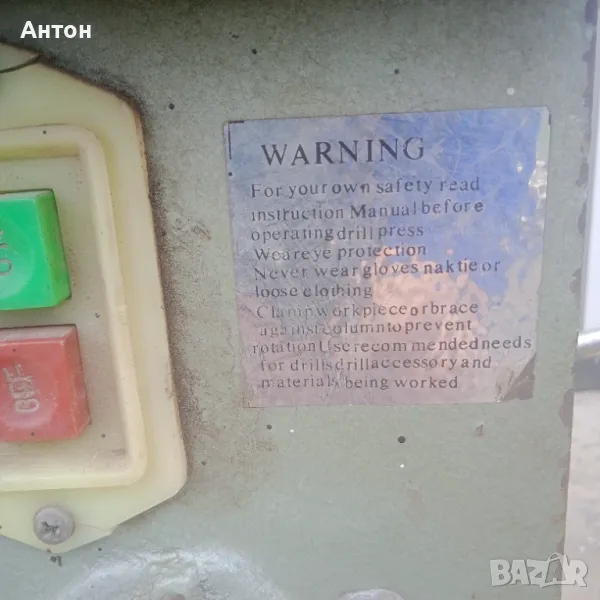 Антон
WARNING
For your own safety read
instruction Manual before
operating drill press
Wear eye protection
Never wear gloves naktie or
loose clothing
Clamp workpiece or brace
against column to prevent
rotation Use recommended needs
for drills drill accessory and
materials being worked
ON
OFF
BAZAR